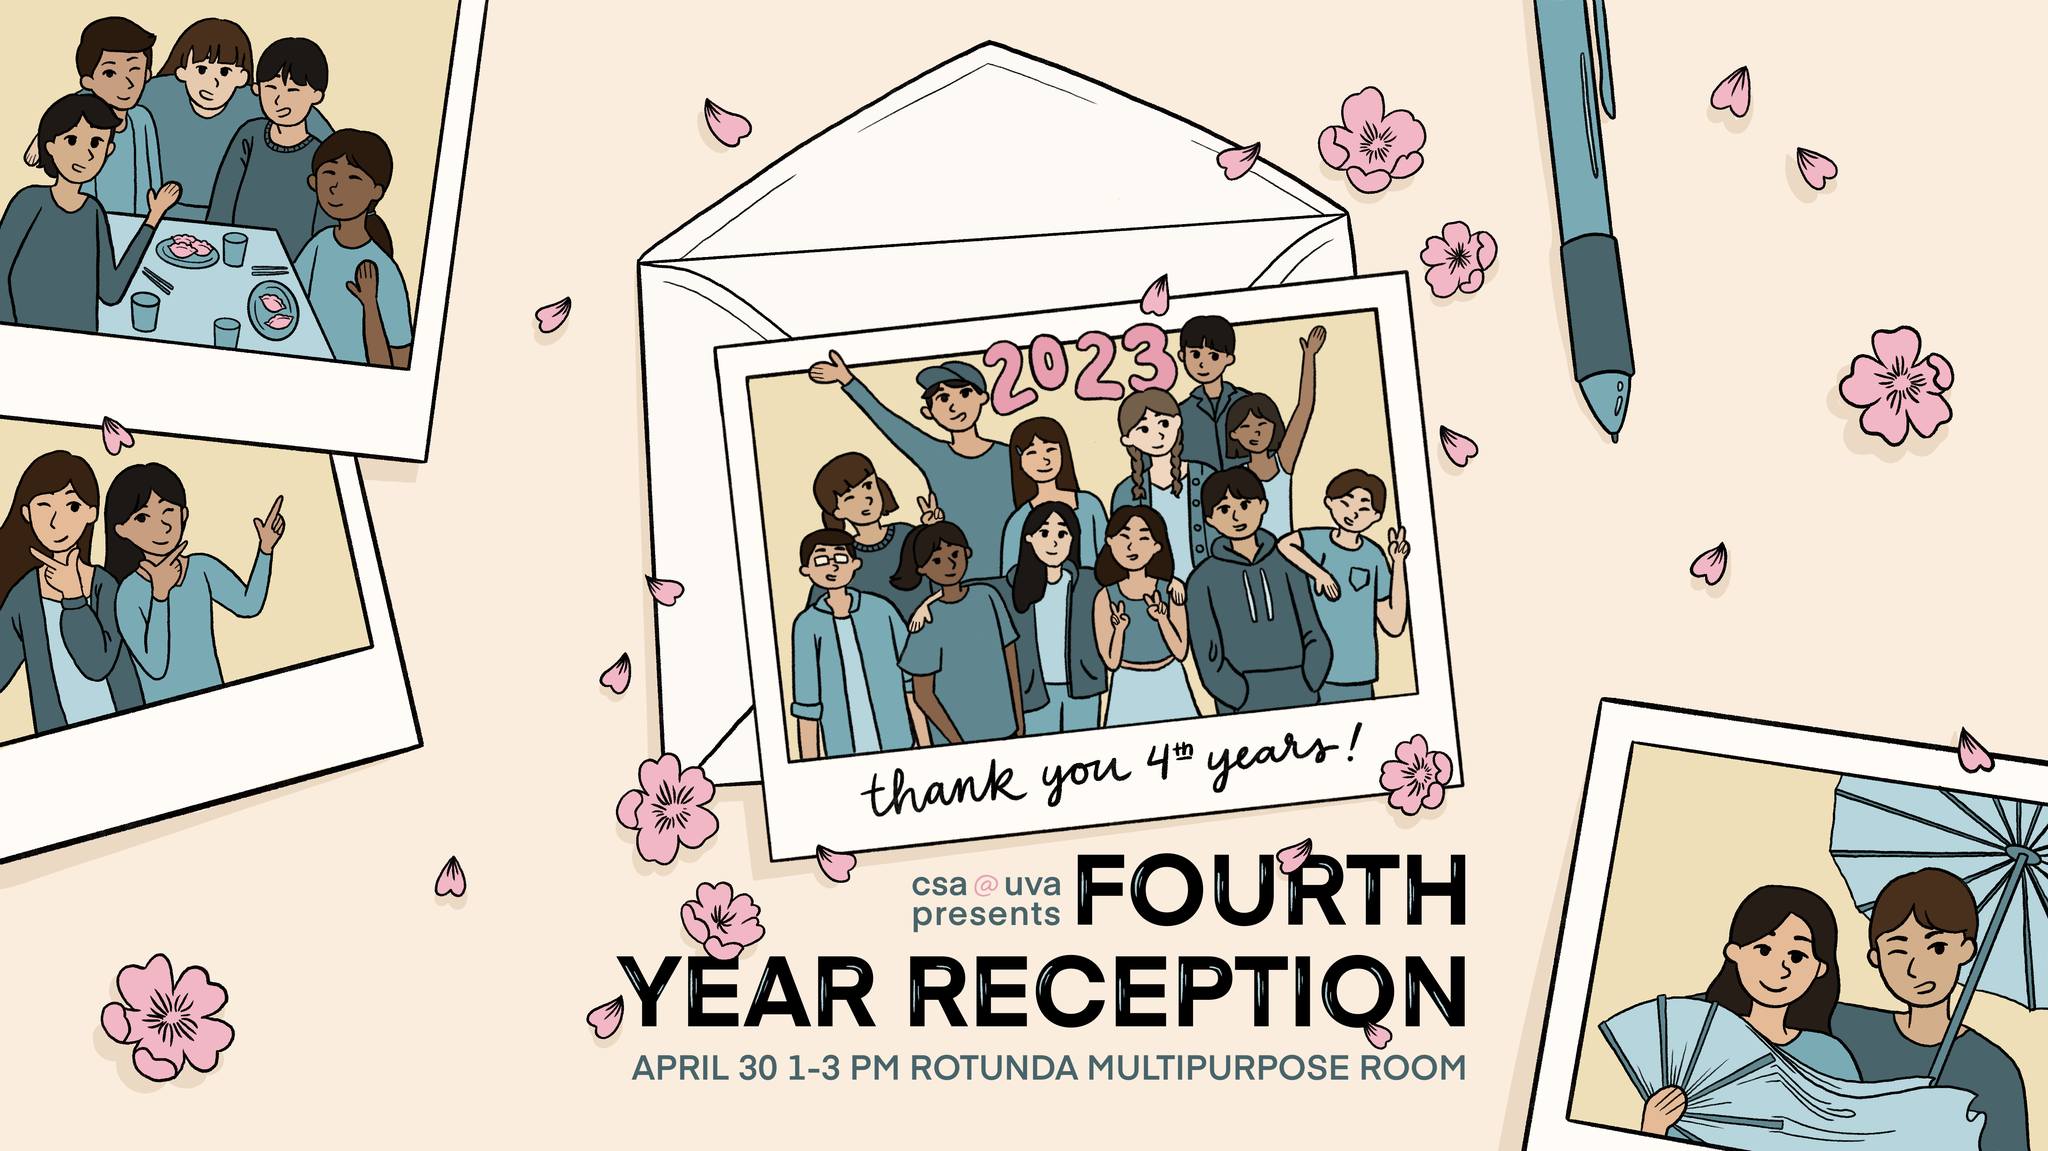 2023
thank you 4th years!
csa@uva
presents
FOURTH
YEAR RECEPTION
APRIL 30 1-3 PM ROTUNDA MULTIPURPOSE ROOM